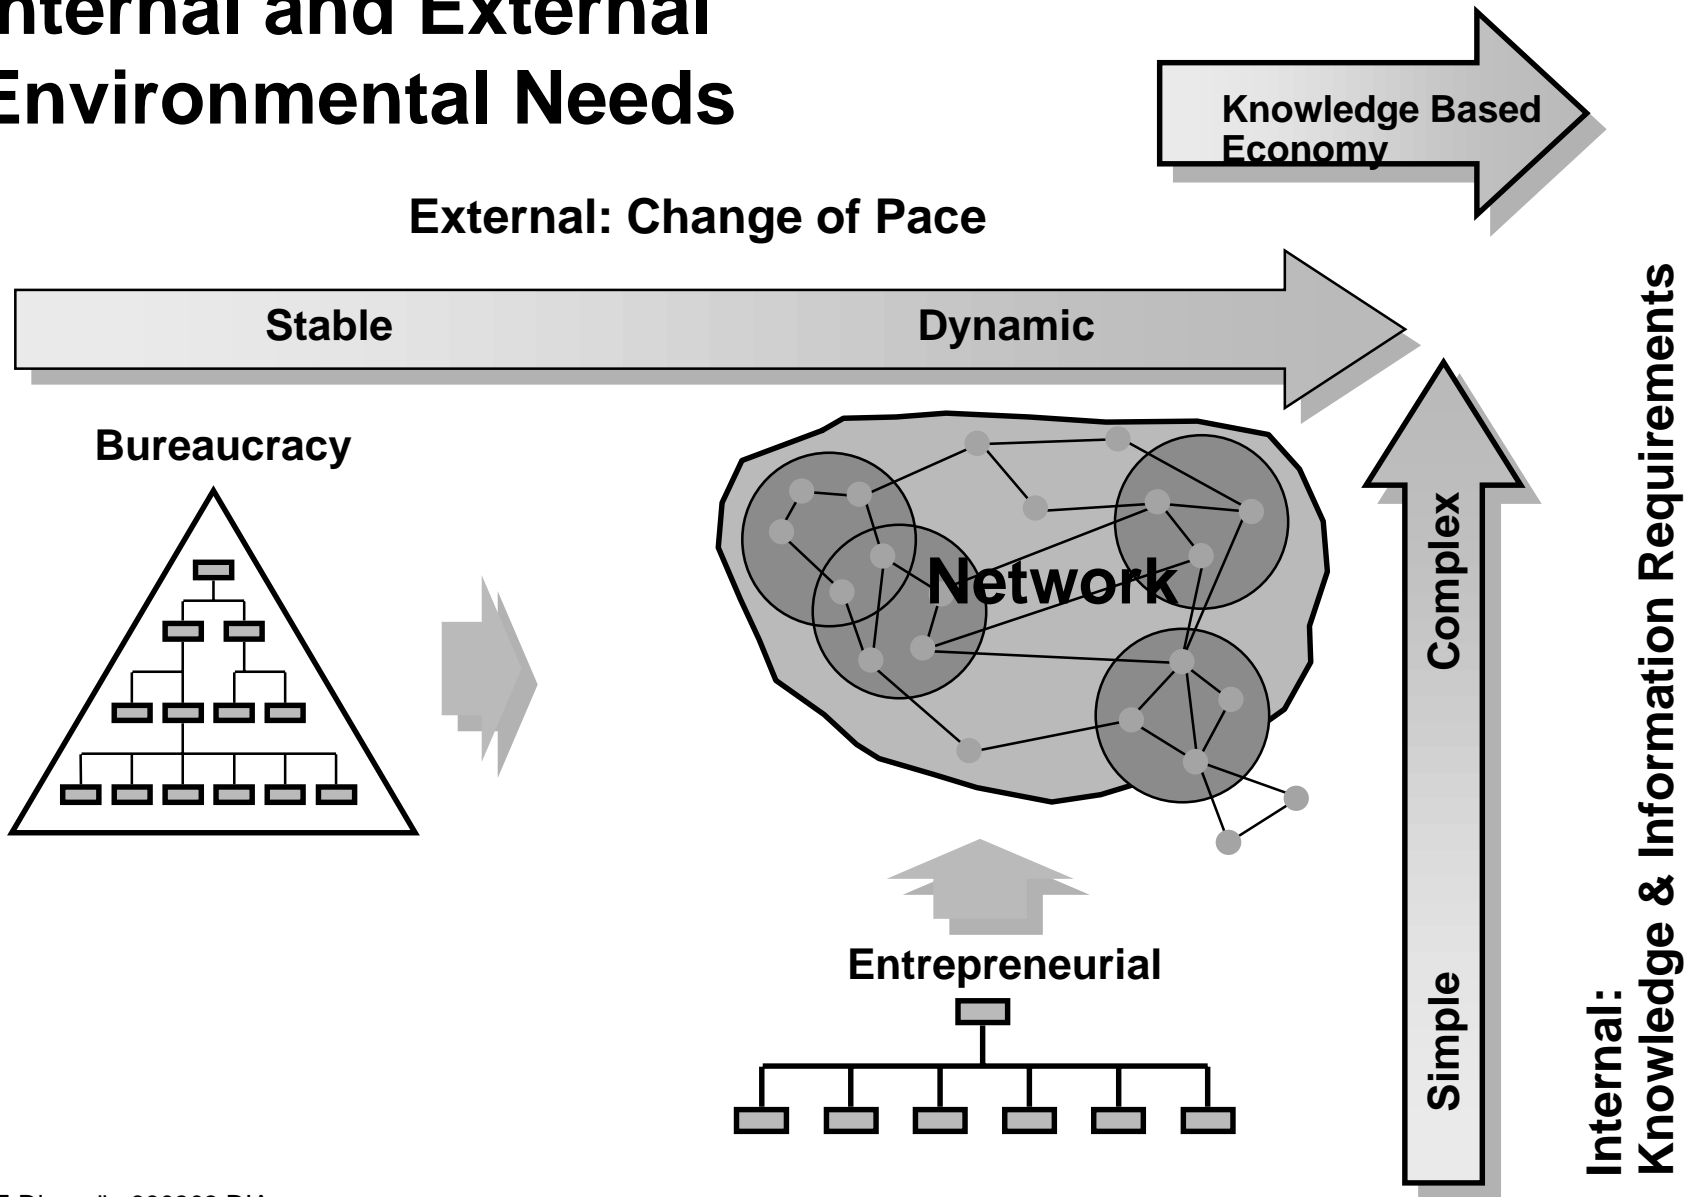 nternal and External
Environmental Needs
Knowledge Based
Economy
External: Change of Pace
Stable Dynamic
Bureaucracy
Network
Entrepreneurial
Complex
Simple
Internal:
Knowledge & Information Requirements